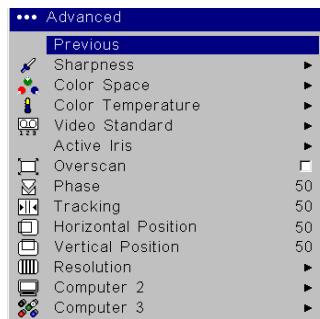 ••• Advanced
Previous
Sharpness
Color Space
Color Temperature
Video Standard
Active Iris
Overscan
Phase 50
Tracking 50
Horizontal Position 50
Vertical Position 50
Resolution
Computer 2
Computer 3